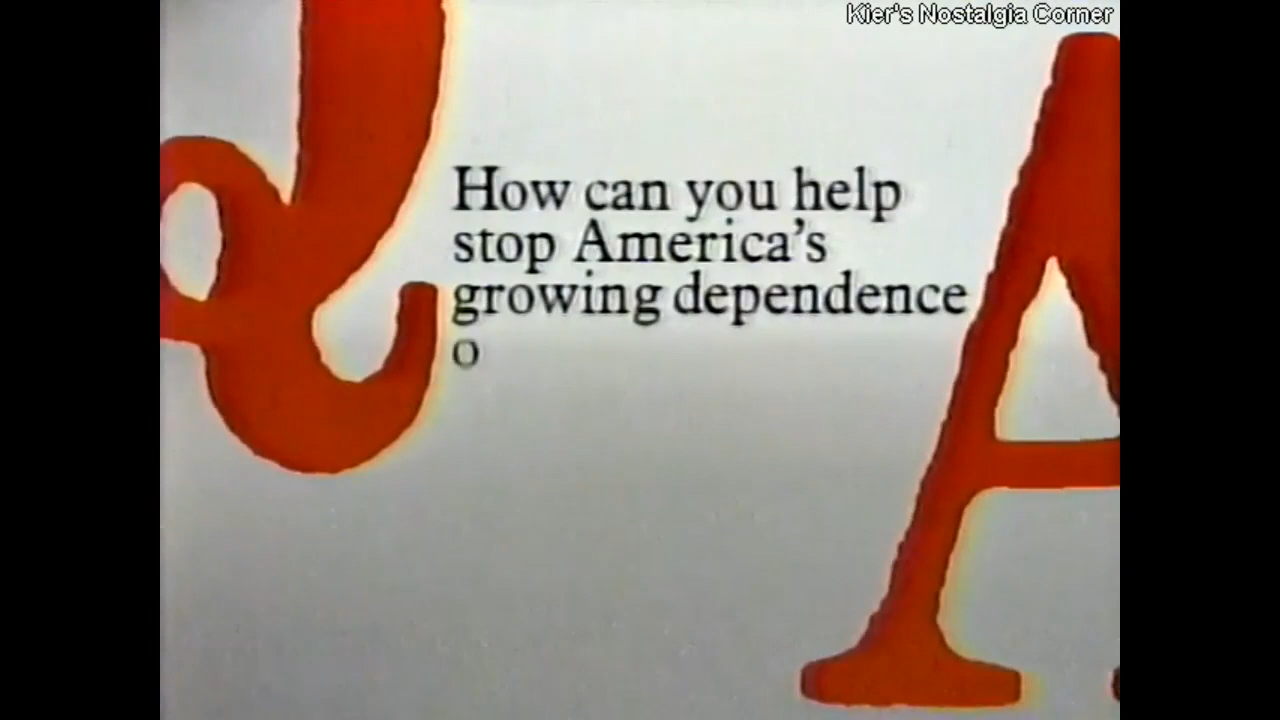 Kier's Nostalgia Corner
How can you help
stop America's
growing dependence
o
A